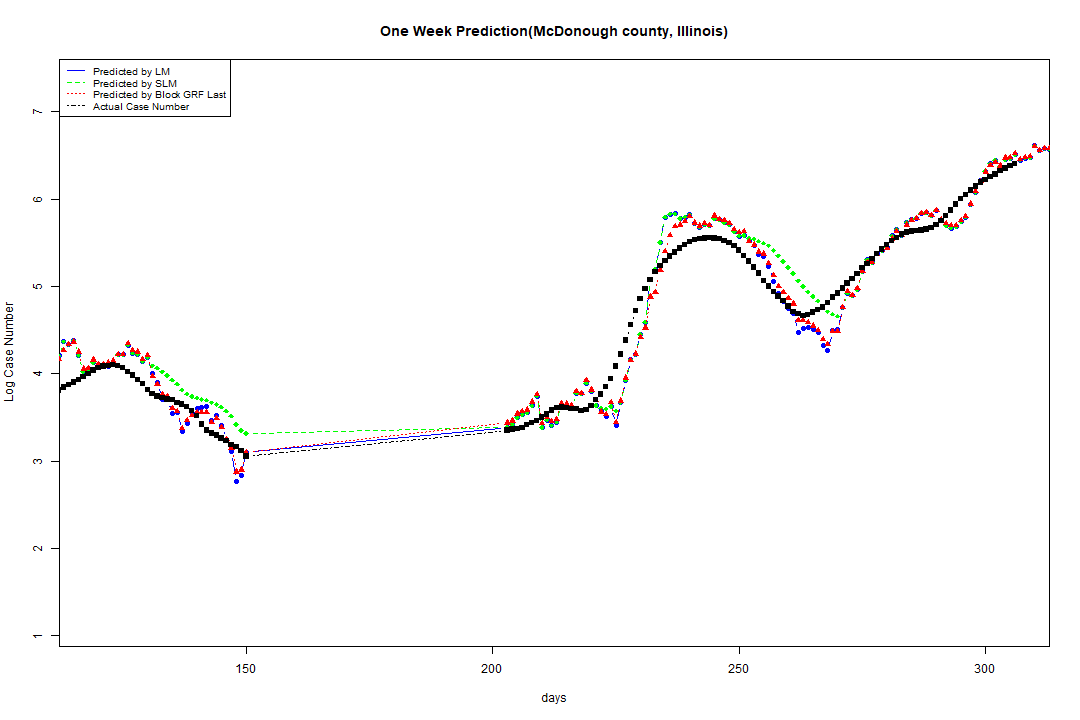 One Week Prediction(McDonough county, Illinois)
Predicted by LM
Predicted by SLM
Predicted by Block GRF Last
Actual Case Number
7
6
5
4
3
2
1
Log Case Number
150 200 250 300
days